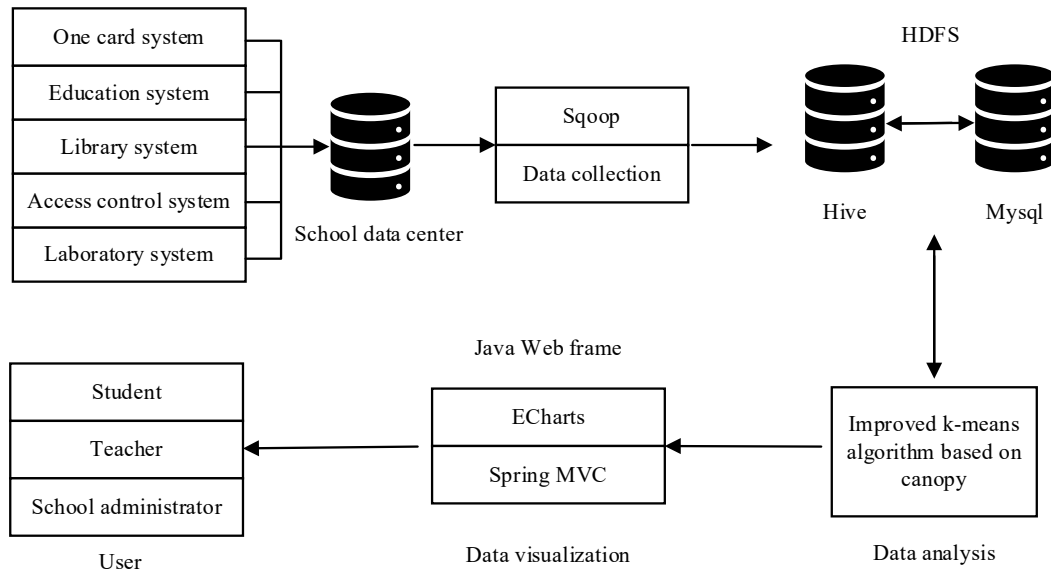 One card system
Education system
Library system
Access control system
Laboratory system
School data center
Sqoop
Data collection
HDFS
Hive
Mysql
Java Web frame
Student
Teacher
School administrator
User
ECharts
Spring MVC
Data visualization
Improved k-means
algorithm based on
canopy
Data analysis